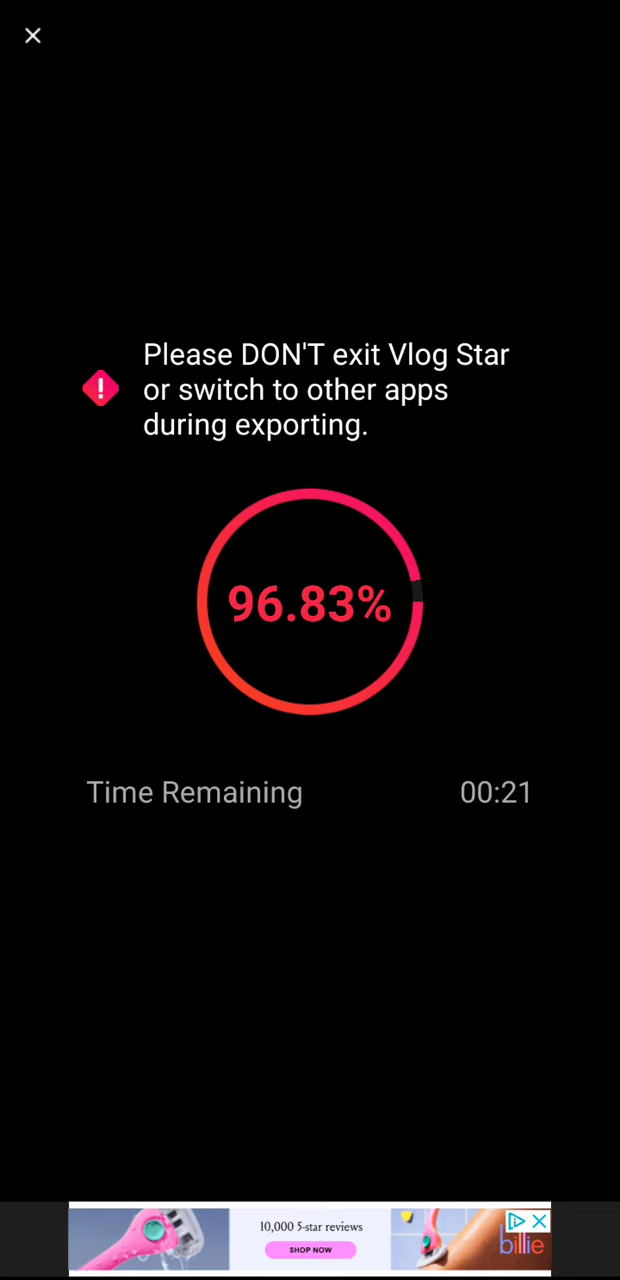 Please DON'T exit Vlog Star
or switch to other apps
during exporting.
96.83%
Time Remaining 00:21
10,000 5-star reviews
SHOP NOW
billie